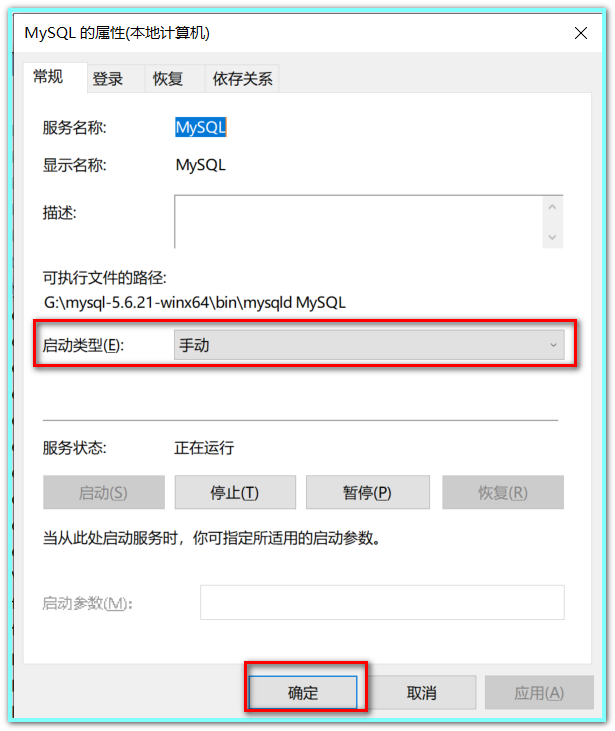 MySQL 的属性(本地计算机)
常规 登录 恢复 依存关系
服务名称: MySQL
显示名称: MySQL
描述:
可执行文件的路径:
G:\mysql-5.6.21-winx64\bin\mysqld MySQL
启动类型(E): 手动
服务状态: 正在运行
启动(S) 停止(T) 暂停(P) 恢复(R)
当从此处启动服务时，你可指定所适用的启动参数。
启动参数(M):
确定 取消 应用(A)